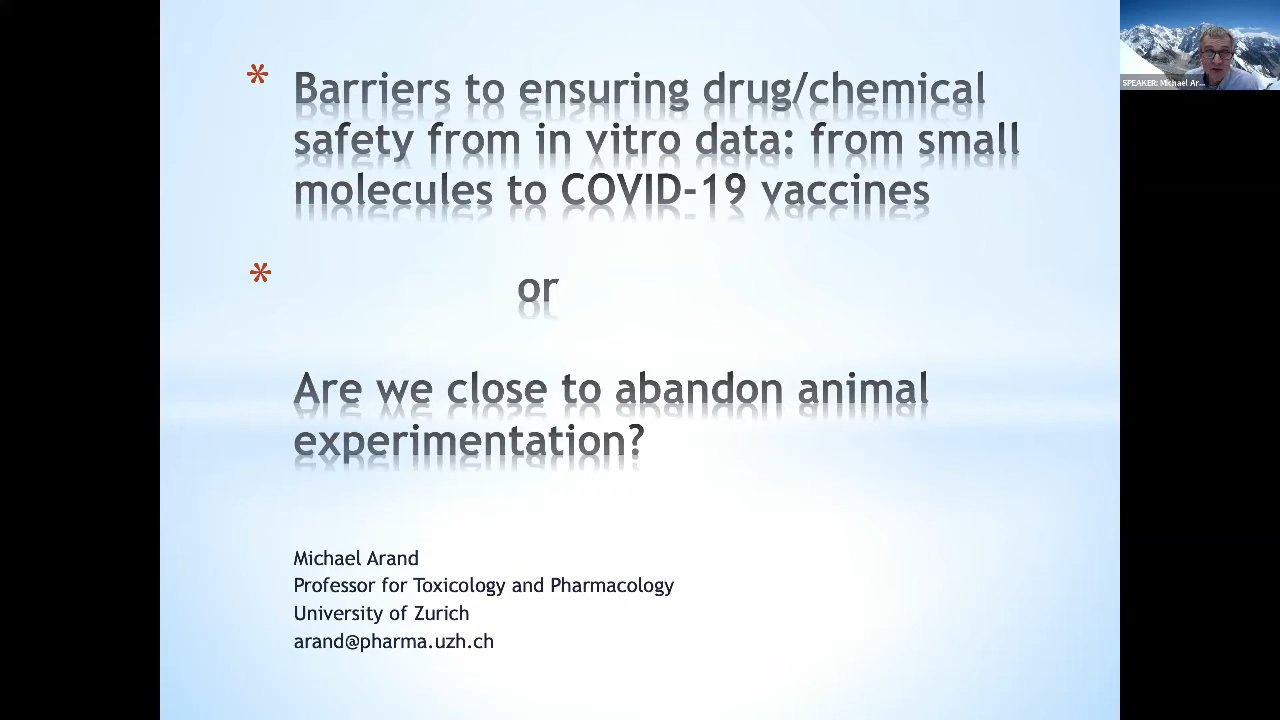 * Barriers to ensuring drug/chemical
safety from in vitro data: from small
molecules to COVID-19 vaccines
* or
Are we close to abandon animal
experimentation?
Michael Arand
Professor for Toxicology and Pharmacology
University of Zurich
arand@pharma.uzh.ch
SPEAKER: Michael Ar...